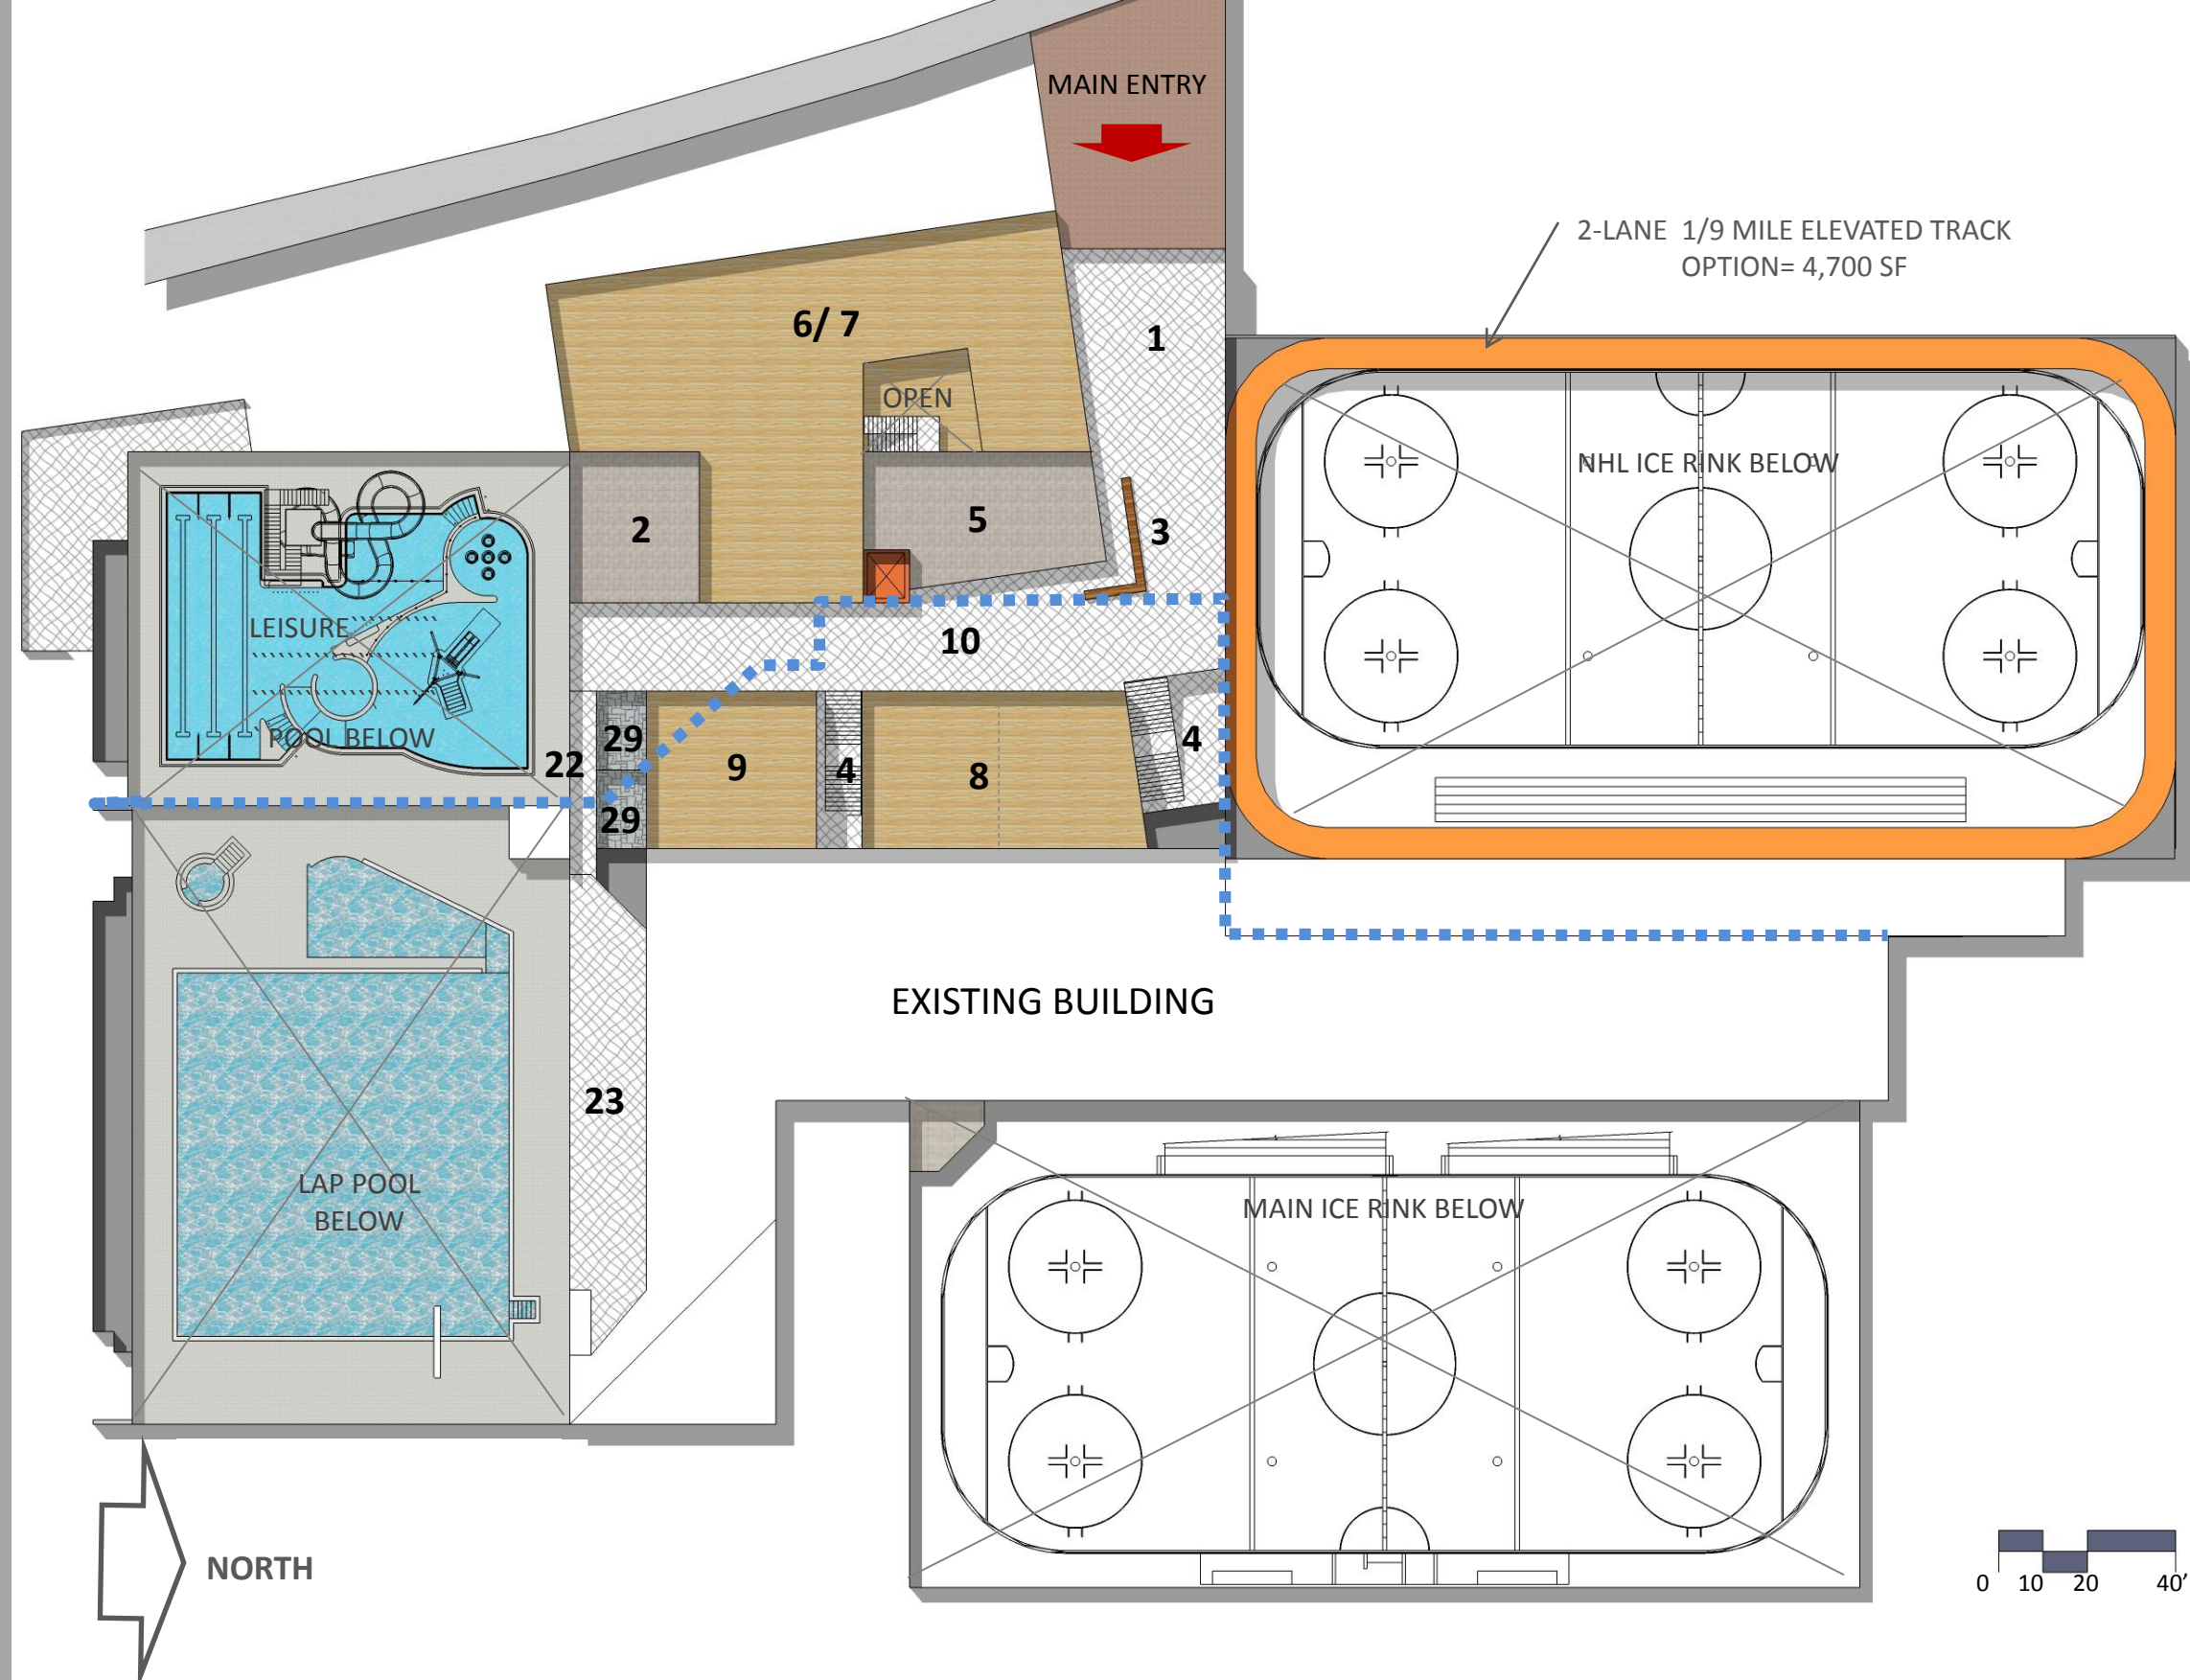 MAIN ENTRY
2-LANE 1/9 MILE ELEVATED TRACK
OPTION= 4,700 SF
6/ 7
1
OPEN
NHL ICE RINK BELOW
2
5
3
LEISURE
10
POOL BELOW
29
22
9
4
8
4
29
EXISTING BUILDING
23
LAP POOL
BELOW
MAIN ICE RINK BELOW
NORTH
0 10 20 40'